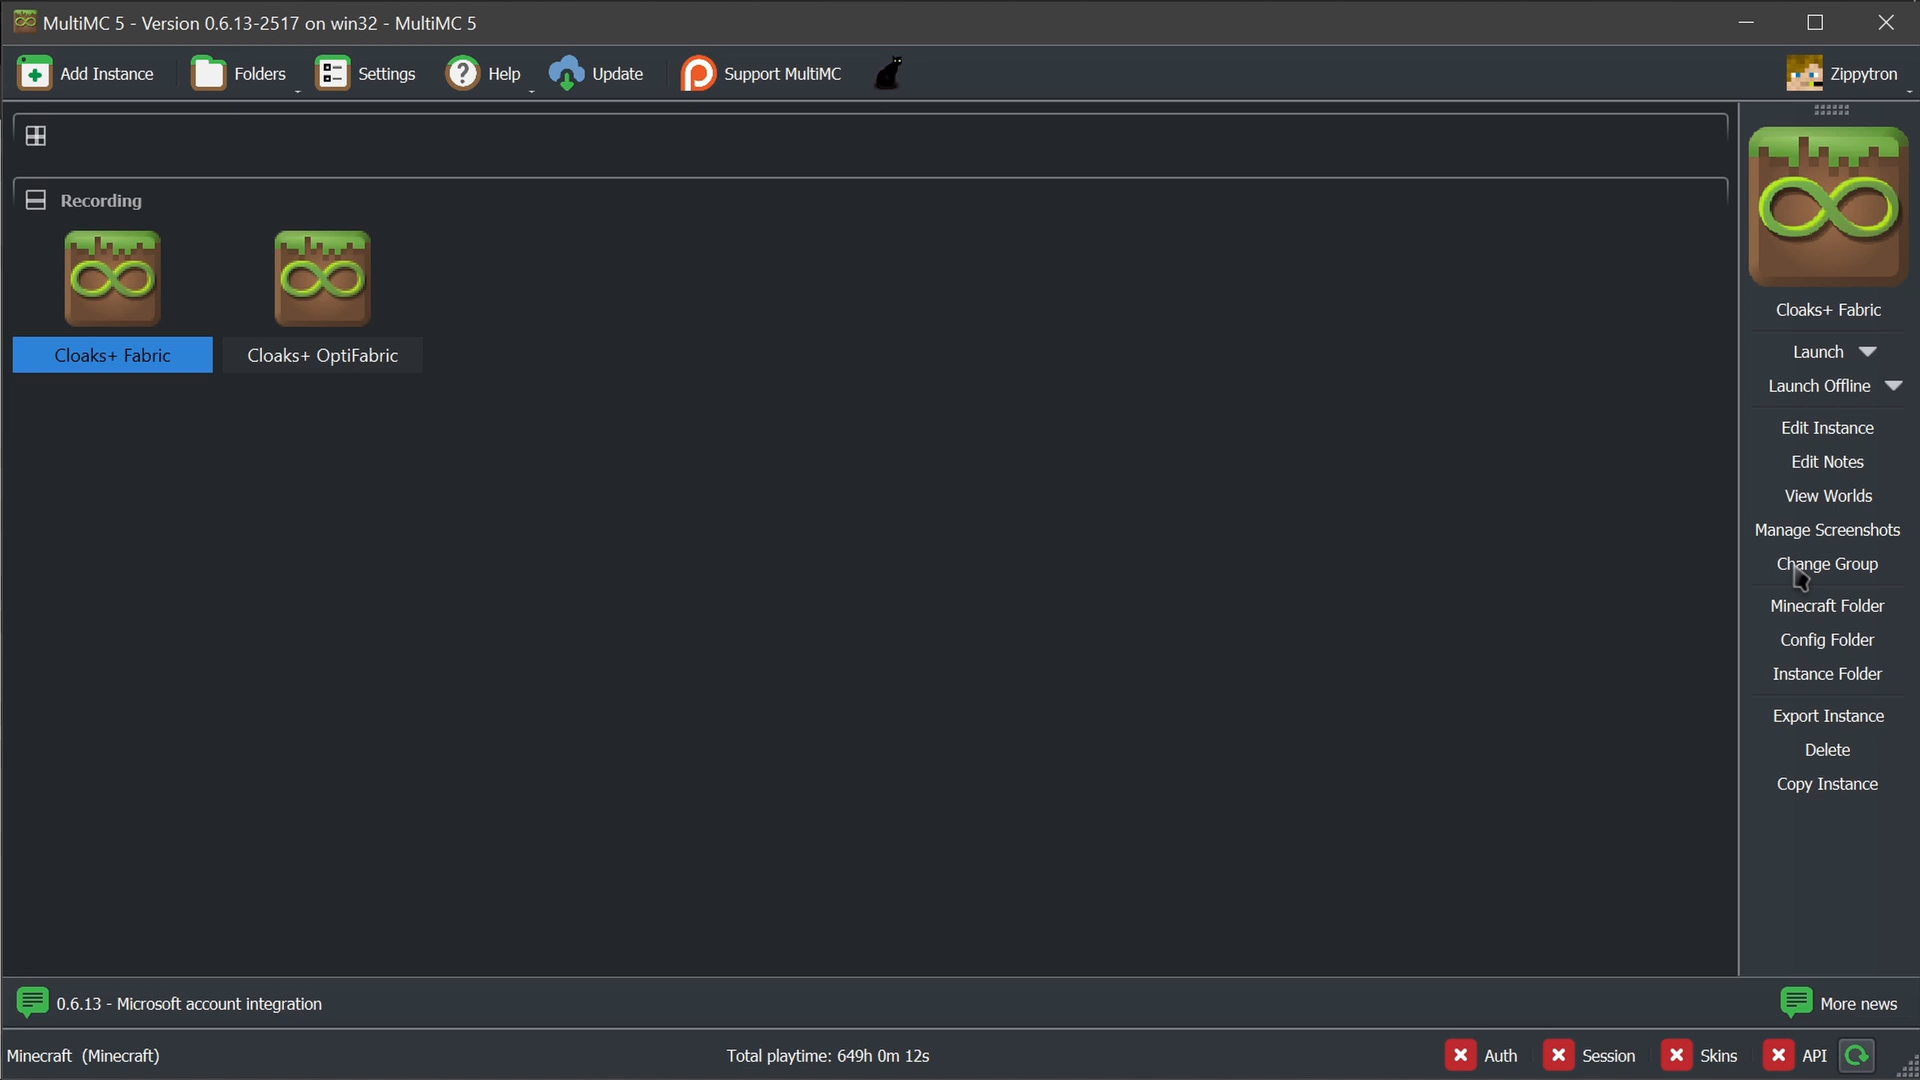 MultiMC 5 - Version 0.6.13-2517 on win32 - MultiMC 5
Add Instance
Folders
Settings
Help
Update
Support MultiMC
Zippytron
Recording
Cloaks+ Fabric
Cloaks+ OptiFabric
Cloaks+ Fabric
Launch
Launch Offline
Edit Instance
Edit Notes
View Worlds
Manage Screenshots
Change Group
Minecraft Folder
Config Folder
Instance Folder
Export Instance
Delete
Copy Instance
0.6.13 - Microsoft account integration
More news
Minecraft (Minecraft)
Total playtime: 649h 0m 12s
Auth
Session
Skins
API